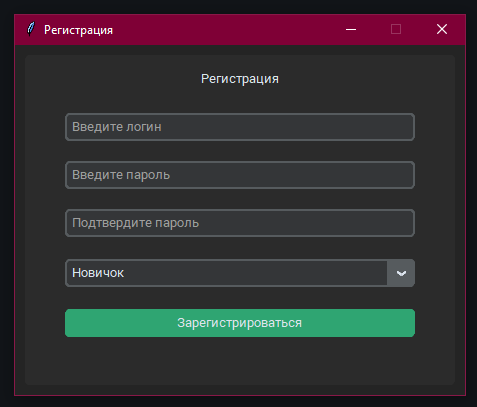 Регистрация
Регистрация
Введите логин
Введите пароль
Подтвердите пароль
Новичок
Зарегистрироваться